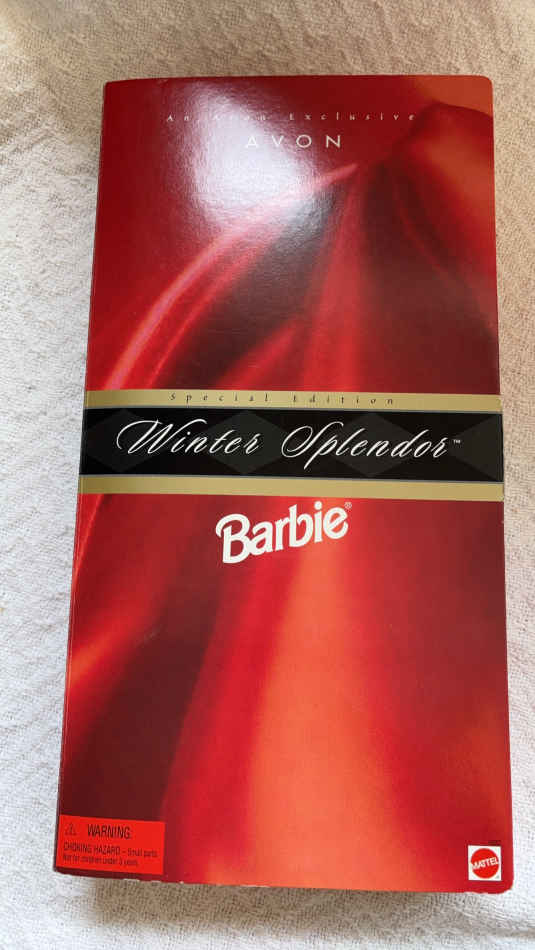 An Avon Exclusive
AVON
Special Edition
Winter Splendor™
Barbie®
⚠ WARNING:
CHOKING HAZARD – Small parts.
Not for children under 3 years.
MATTEL